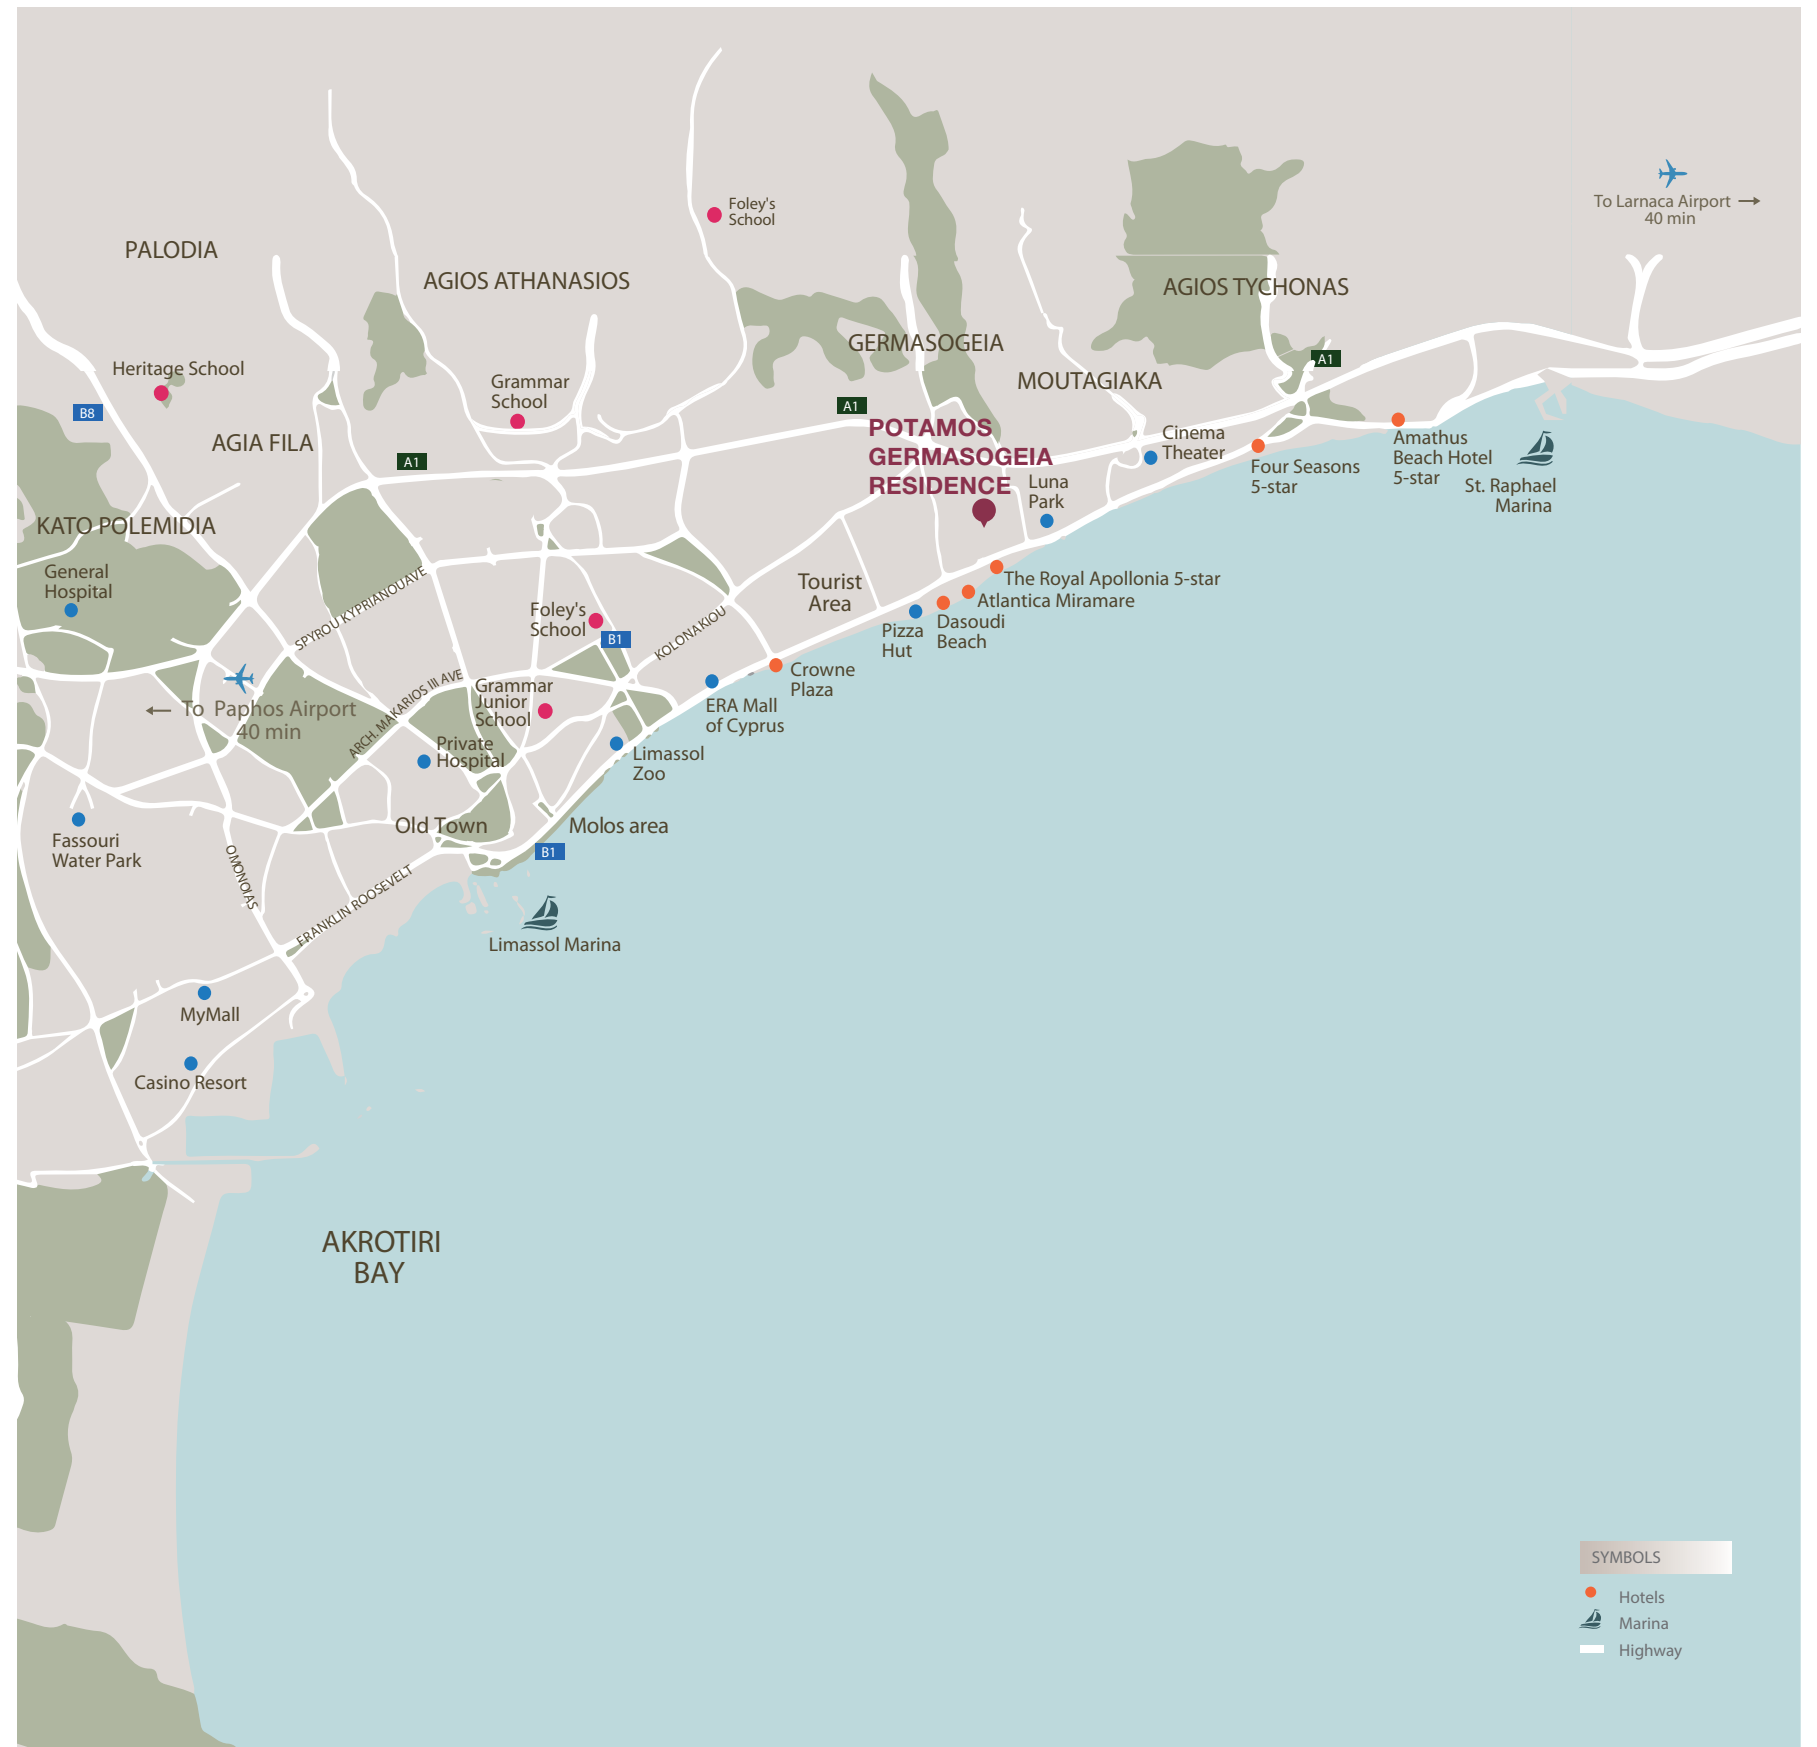 To Larnaca Airport
40 min
Foley's
School
PALODIA
AGIOS ATHANASIOS
AGIOS TYCHONAS
GERMASOGEIA
A1
Heritage School
Grammar
School
MOUTAGIAKA
B8
A1
POTAMOS
GERMASOGEIA
RESIDENCE
AGIA FILA
A1
Cinema
Theater
Four Seasons
5-star
Amathus
Beach Hotel
5-star
St. Raphael
Marina
Luna
Park
KATO POLEMIDIA
General
Hospital
SPYROU KYPRIANOUAVE
Tourist
Area
The Royal Apollonia 5-star
Atlantica Miramare
Dasoudi
Beach
Pizza
Hut
Foley's
School
B1
KOLONAKIOU
Crowne
Plaza
ERA Mall
of Cyprus
Grammar
Junior
School
ARCH. MAKARIOS III AVE
To Paphos Airport
40 min
Private
Hospital
Limassol
Zoo
Fassouri
Water Park
Old Town
Molos area
B1
OMONOIAS
FRANKLIN ROOSEVELT
Limassol Marina
MyMall
Casino Resort
AKROTIRI
BAY
SYMBOLS
Hotels
Marina
Highway